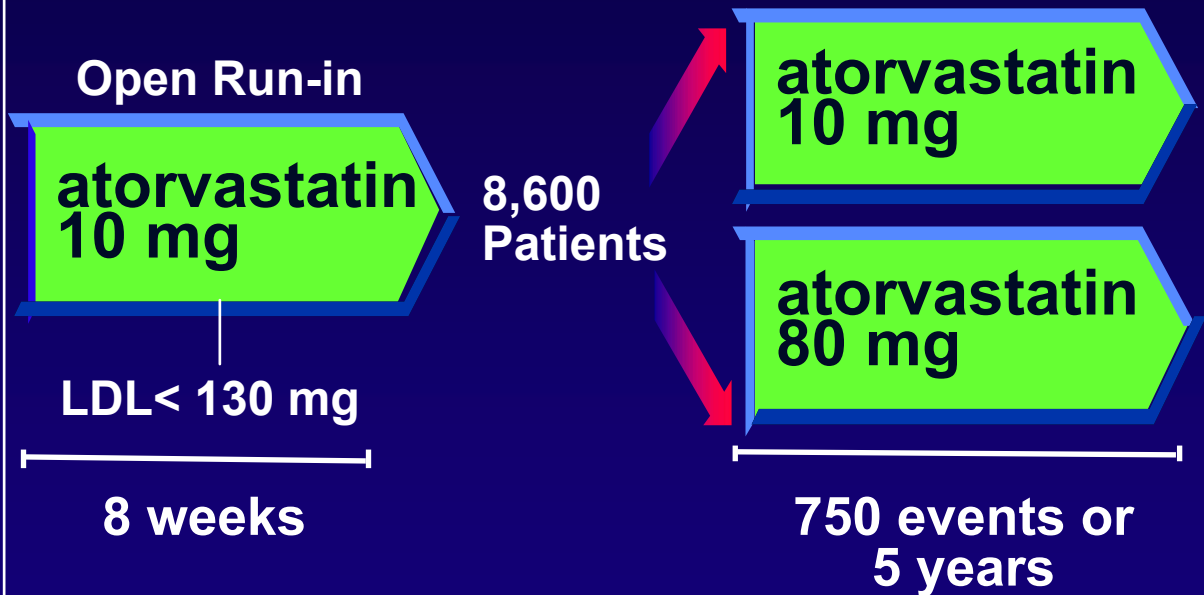 Open Run-in
atorvastatin
10 mg
LDL< 130 mg
8 weeks
8,600
Patients
atorvastatin
10 mg
atorvastatin
80 mg
750 events or
5 years